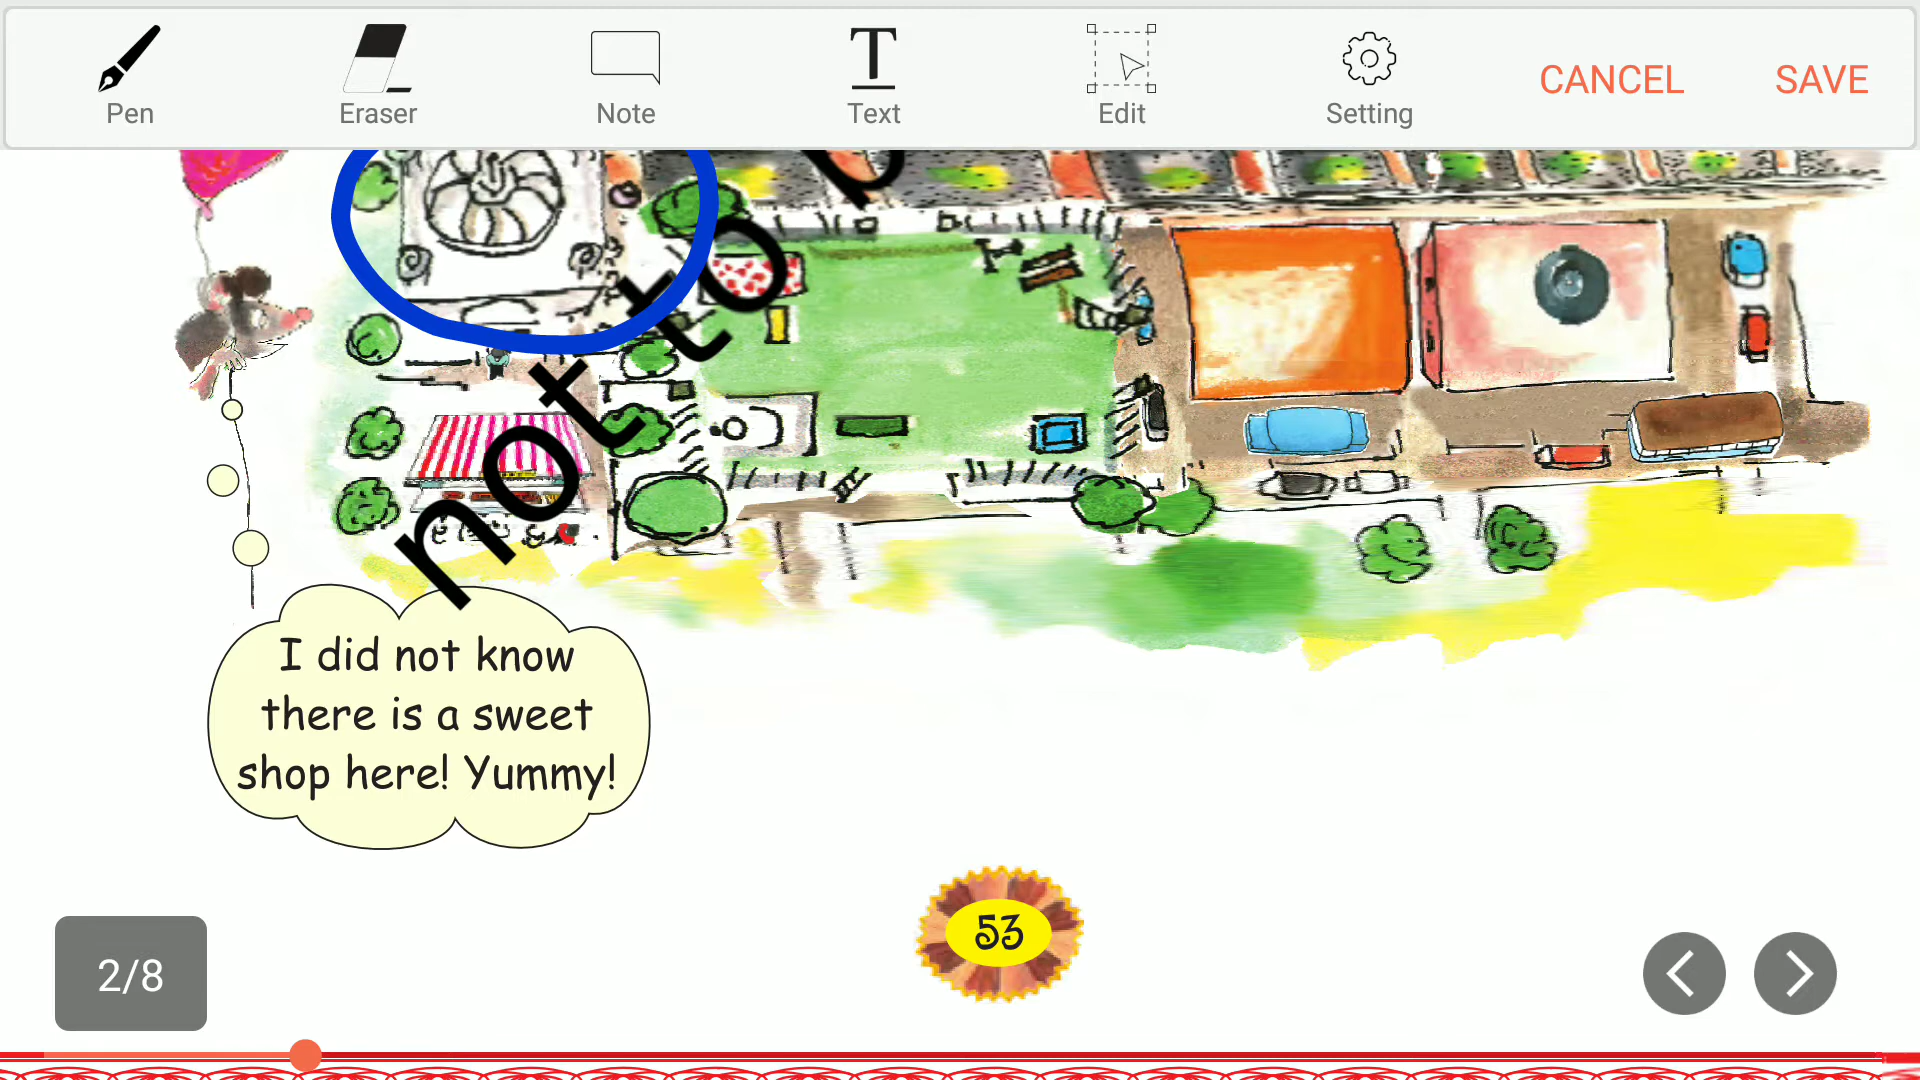 Pen Eraser Note Text Edit Setting CANCEL SAVE
not to b
I did not know
there is a sweet
shop here! Yummy!
53
2/8